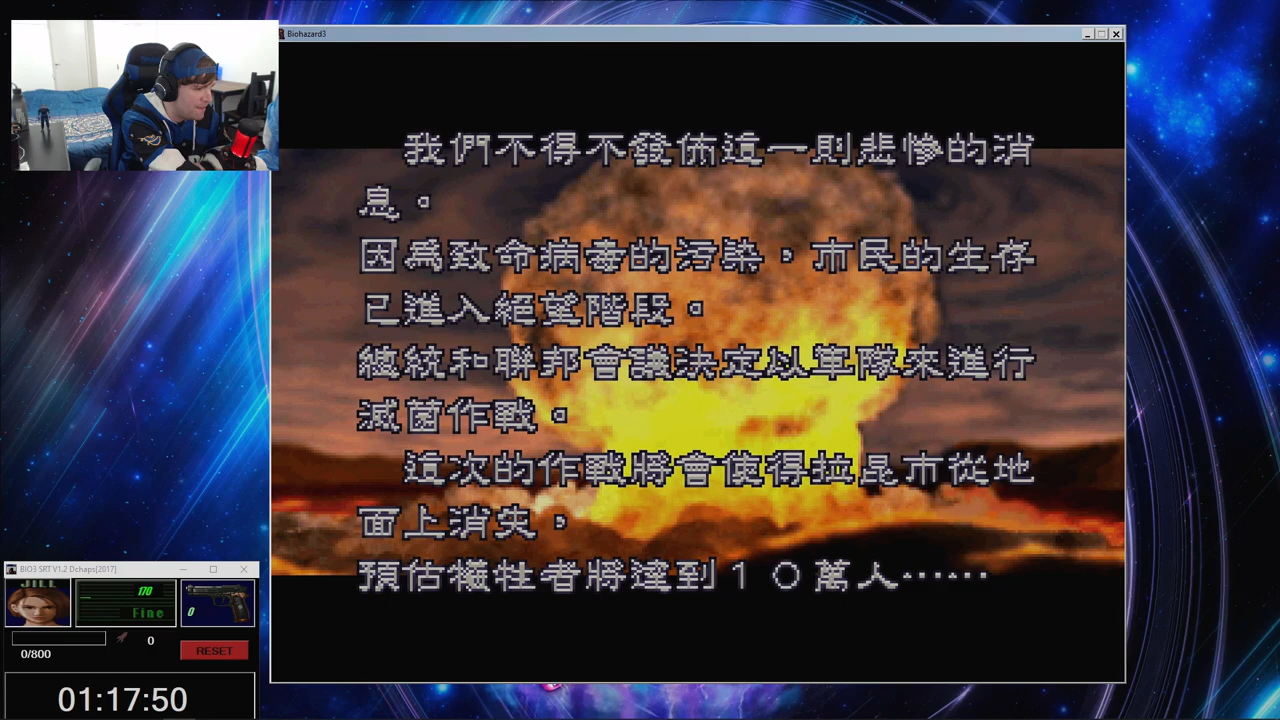 Biohazard3
我們不得不發佈這一則悲慘的消
息。
因為致命病毒的污染，市民的生存
已進入絕望階段。
總統和聯邦會議決定以軍隊來進行
滅菌作戰。
這次的作戰將會使得拉昆市從地
面上消失，
預估犧牲者將達到１０萬人……
BIO3 SRT V1.2 Dchaps[2017]
JILL
170
Fine
0
0
0/800
RESET
01:17:50